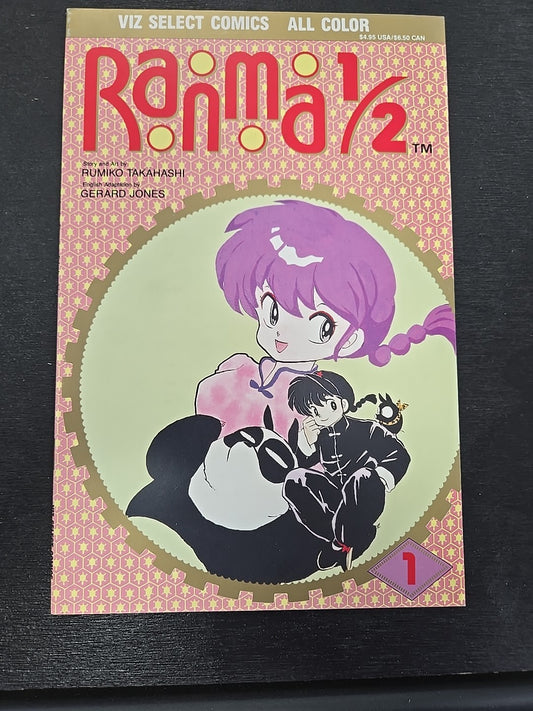 VIZ SELECT COMICS ALL COLOR
$4.95 USA/$6.50 CAN
Ranma 1/2 TM
Story and Art by
RUMIKO TAKAHASHI
English Adaptation by
GERARD JONES
1